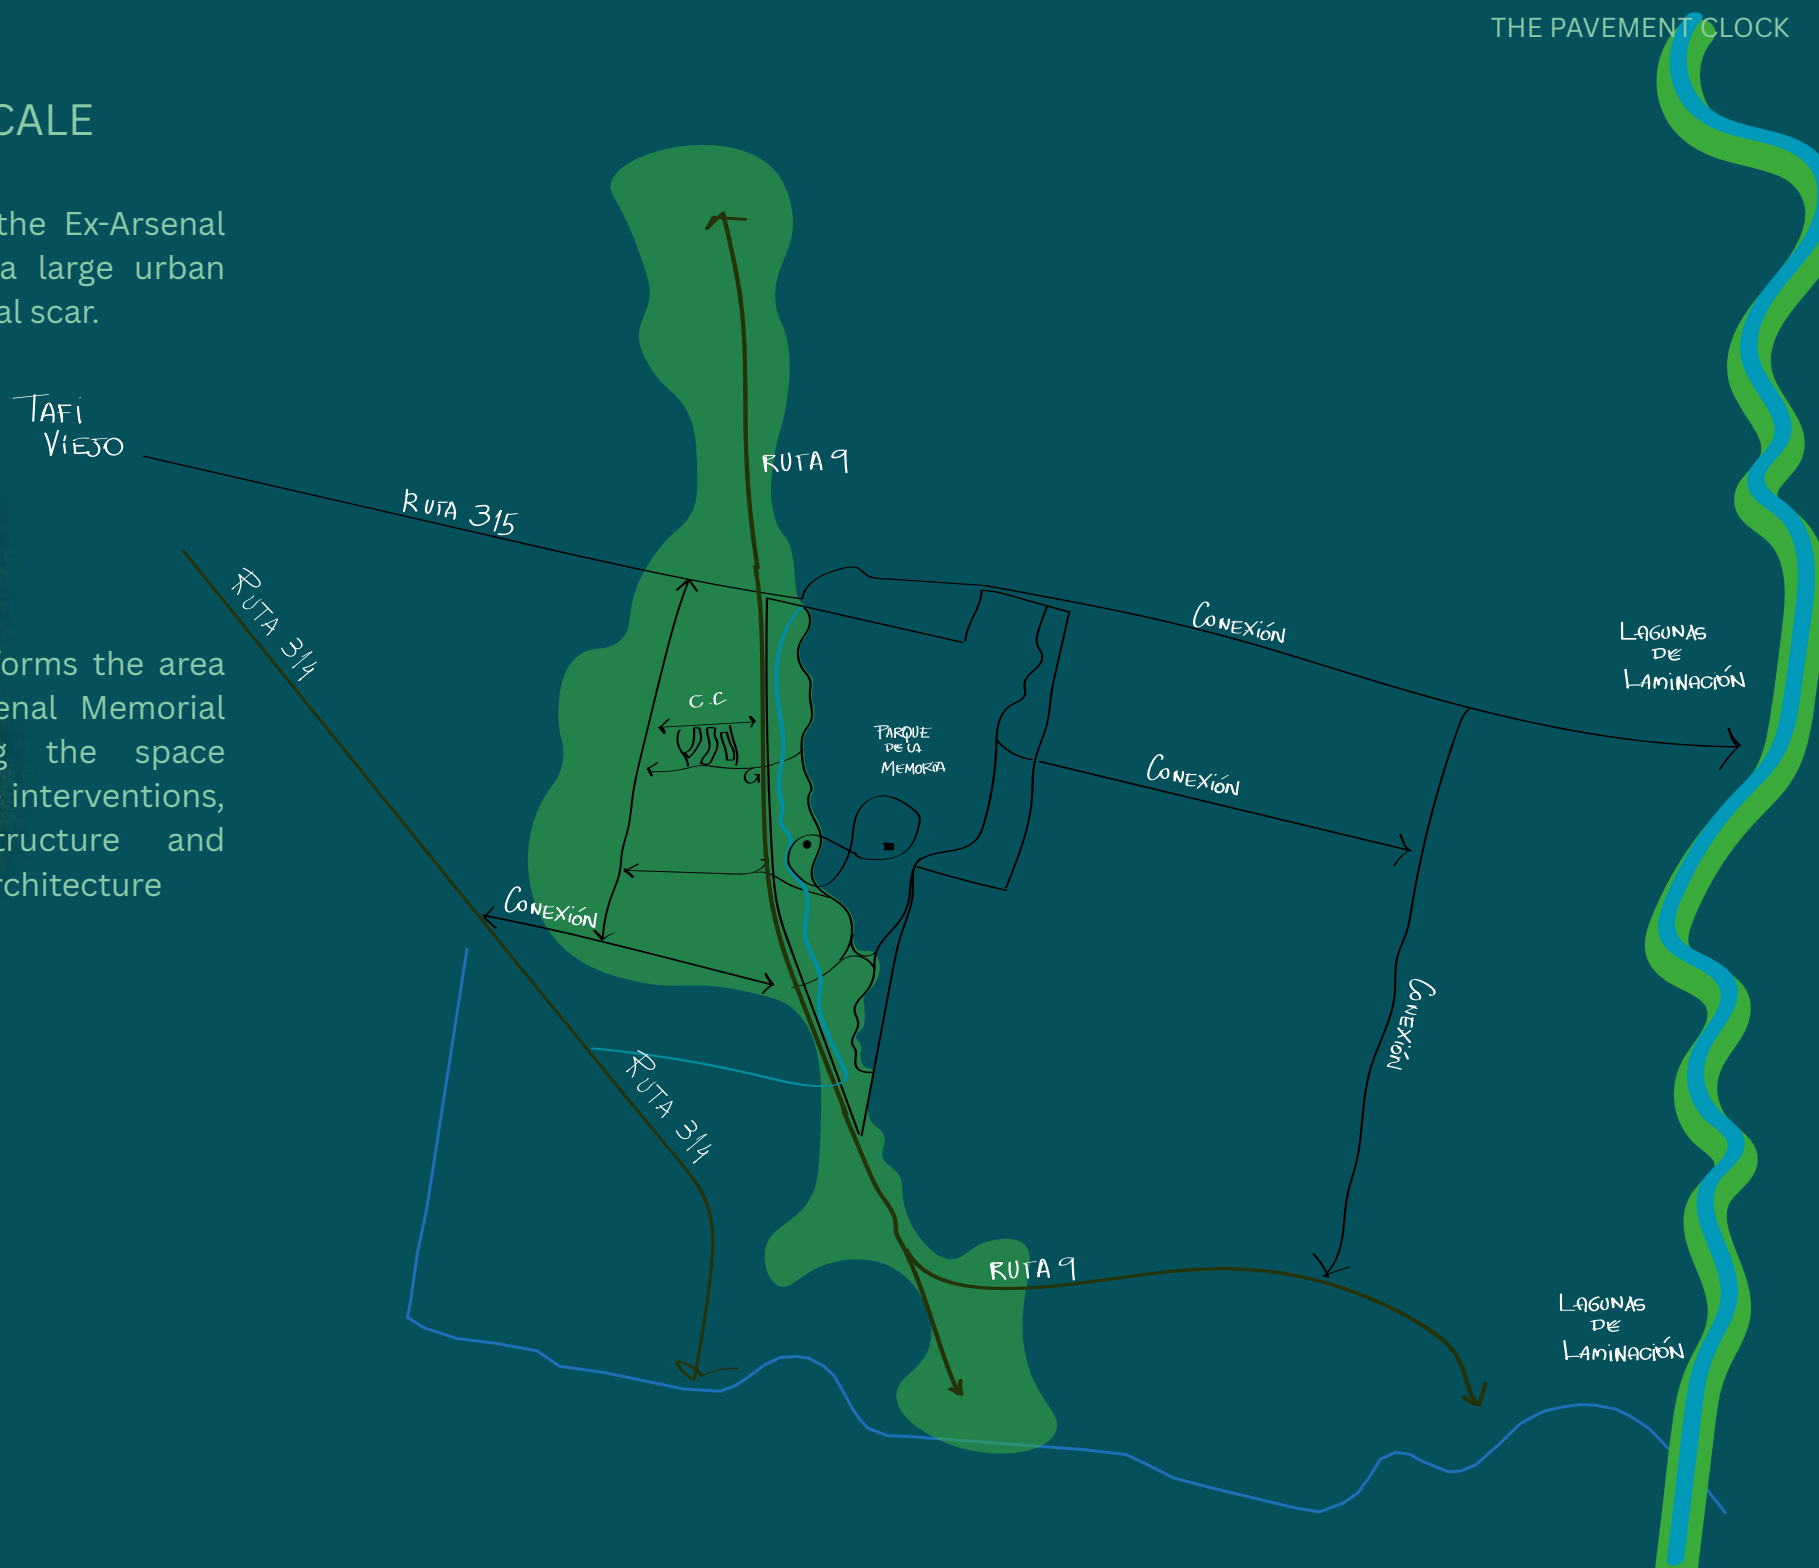 THE PAVEMENT CLOCK
CALE
the Ex-Arsenal
a large urban
al scar.
TAFI
VIEJO
RUTA 315
RUTA 9
RUTA 314
forms the area
enal Memorial
g the space
interventions,
tructure and
rchitecture
C.C
G
PARQUE
DE LA
MEMORIA
CONEXIÓN
LAGUNAS
DE
LAMINACIÓN
CONEXIÓN
CONEXIÓN
CONEXIÓN
RUTA 314
RUTA 9
LAGUNAS
DE
LAMINACIÓN